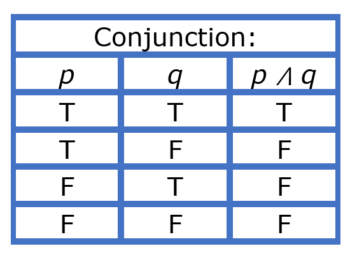 Conjunction:
p q p ∧ q
T T T
T F F
F T F
F F F